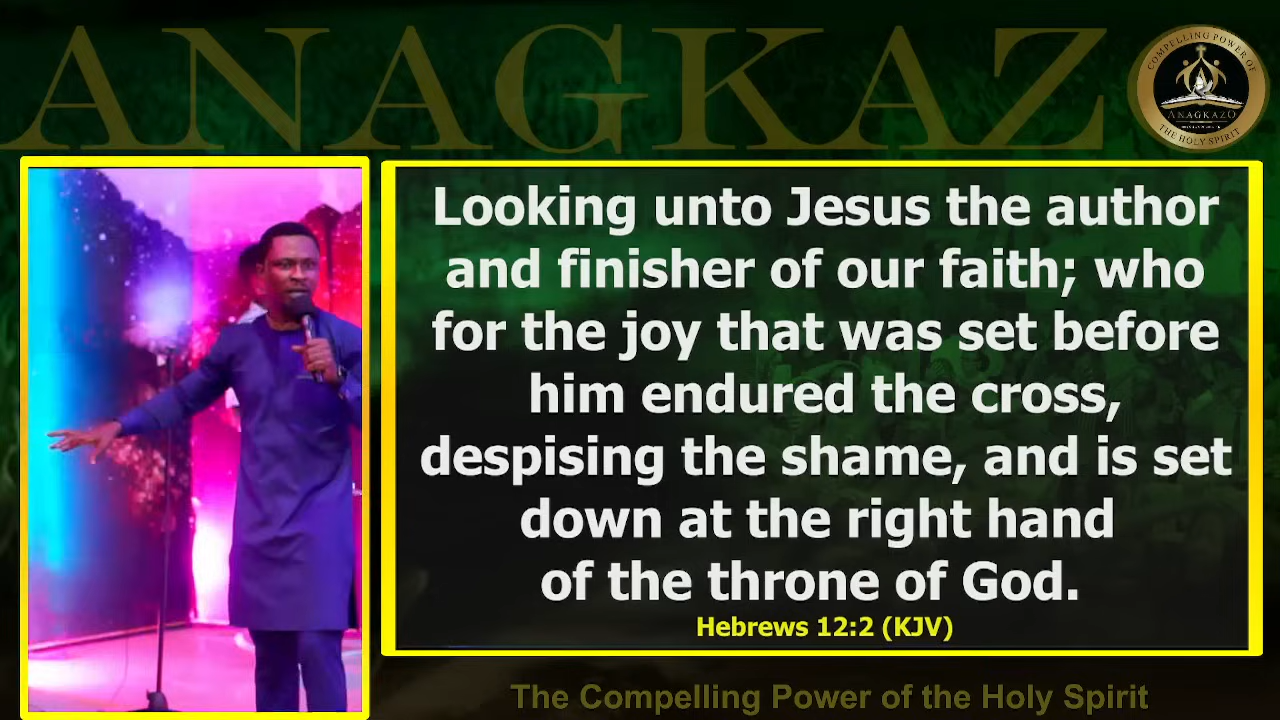 ANAGKAZ
COMPELLING POWER OF
ANAGKAZO
THE HOLY SPIRIT
Looking unto Jesus the author
and finisher of our faith; who
for the joy that was set before
him endured the cross,
despising the shame, and is set
down at the right hand
of the throne of God.
Hebrews 12:2 (KJV)
The Compelling Power of the Holy Spirit